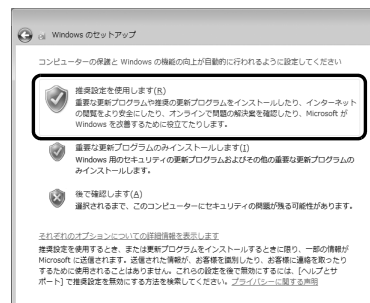 Windows のセットアップ
コンピューターの保護と Windows の機能の向上が自動的に行われるように設定してください
推奨設定を使用します(R)
重要な更新プログラムや推奨の更新プログラムをインストールしたり、インターネット
の閲覧をより安全にしたり、オンラインで問題の解決策を確認したり、Microsoft が
Windows を改善するために役立てたりします。
重要な更新プログラムのみインストールします(I)
Windows 用のセキュリティの更新プログラムおよびその他の重要な更新プログラムの
みインストールします。
後で確認します(A)
選択されるまで、このコンピューターにセキュリティの問題が残る可能性があります。
それぞれのオプションについての詳細情報を表示します
推奨設定を使用するとき、または更新プログラムをインストールするときに限り、一部の情報が
Microsoft に送信されます。送信された情報が、お客様を識別したり、お客様に連絡を取ったり
するために使用されることはありません。これらの設定を後で無効にするには、[ヘルプとサ
ポート] で推奨設定を無効にする方法を検索してください。プライバシーに関する声明